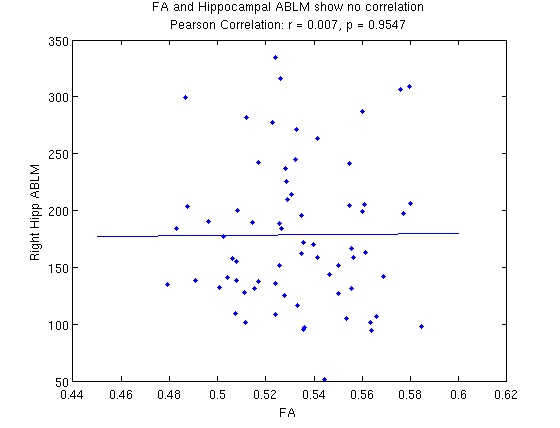 FA and Hippocampal ABLM show no correlation
Pearson Correlation: r = 0.007, p = 0.9547
350
300
250
200
150
100
50
Right Hipp ABLM
0.44 0.46 0.48 0.5 0.52 0.54 0.56 0.58 0.6 0.62
FA